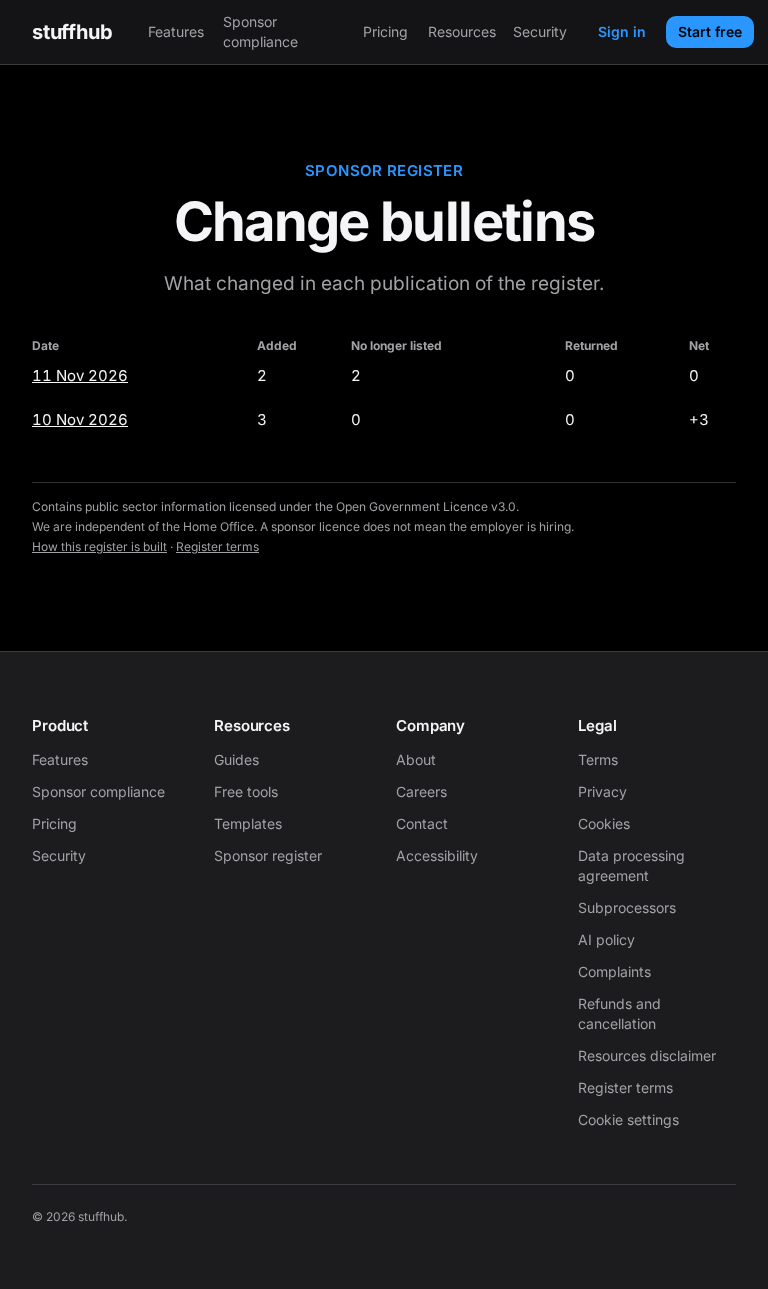 stuffhub
Features
Sponsor
compliance
Pricing
Resources
Security
Sign in
Start free
SPONSOR REGISTER
Change bulletins
What changed in each publication of the register.
Date Added No longer listed Returned Net
11 Nov 2026 2 2 0 0
10 Nov 2026 3 0 0 +3
Contains public sector information licensed under the Open Government Licence v3.0.
We are independent of the Home Office. A sponsor licence does not mean the employer is hiring.
How this register is built · Register terms
Product
Features
Sponsor compliance
Pricing
Security
Resources
Guides
Free tools
Templates
Sponsor register
Company
About
Careers
Contact
Accessibility
Legal
Terms
Privacy
Cookies
Data processing
agreement
Subprocessors
AI policy
Complaints
Refunds and
cancellation
Resources disclaimer
Register terms
Cookie settings
© 2026 stuffhub.